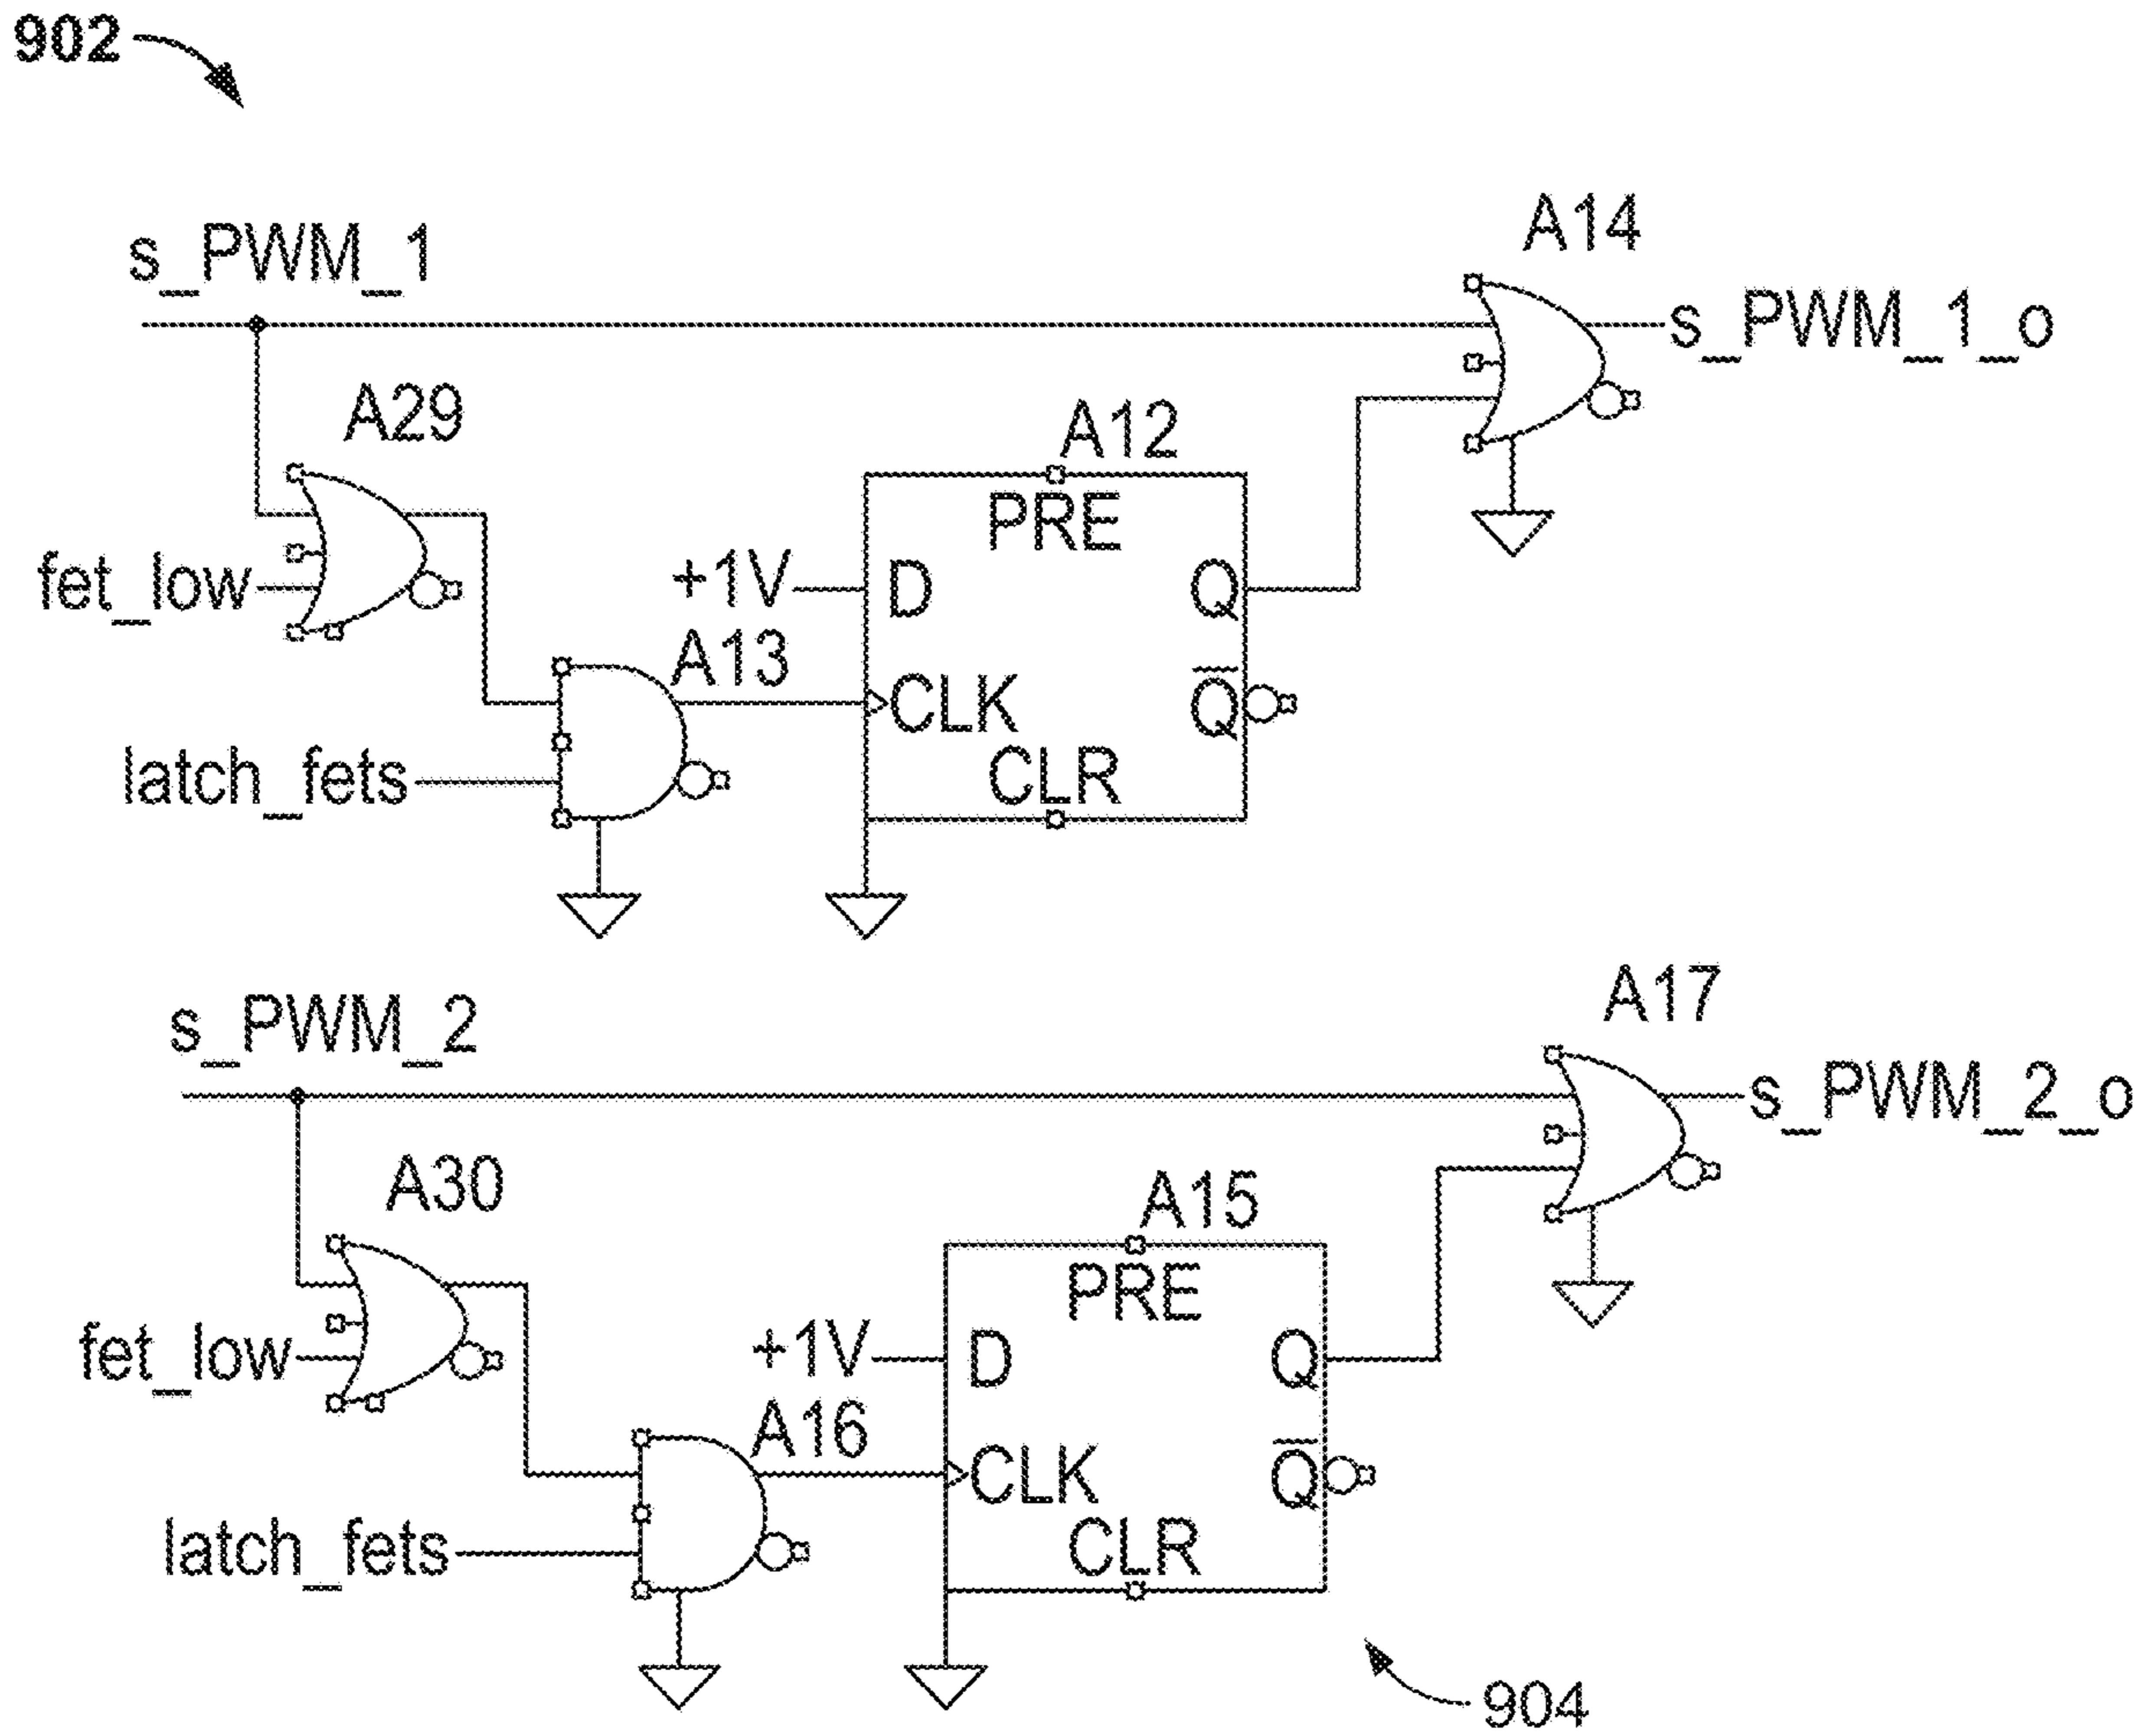 902
A14
s_PWM_1
s_PWM_1_o
A29
A12
PRE
fet_low
+1V
D
Q
A13
CLK
Q̅
latch_fets
CLR
A17
s_PWM_2
s_PWM_2_o
A30
A15
PRE
fet_low
+1V
D
Q
A16
CLK
Q̅
latch_fets
CLR
904